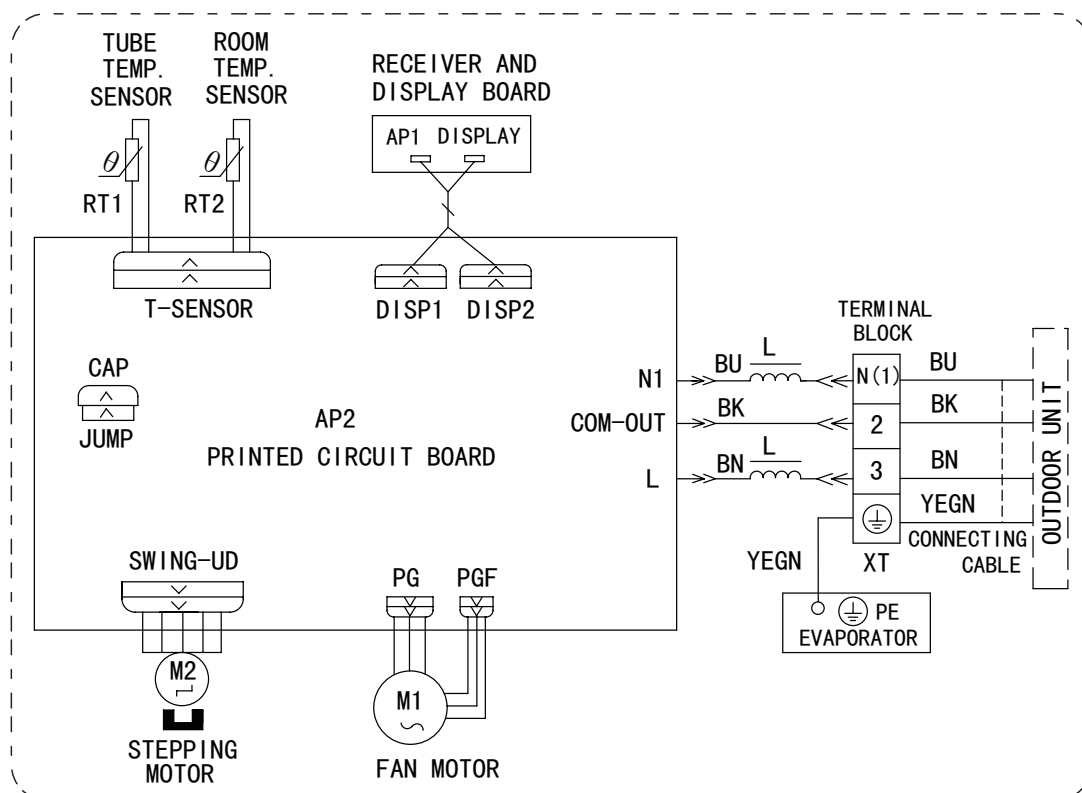 TUBE
TEMP.
SENSOR
ROOM
TEMP.
SENSOR
RECEIVER AND
DISPLAY BOARD
AP1 DISPLAY
θ
RT1
θ
RT2
T-SENSOR
DISP1
DISP2
CAP
JUMP
AP2
PRINTED CIRCUIT BOARD
N1
COM-OUT
L
BU
L
BK
BN
L
TERMINAL
BLOCK
N(1)
2
3
XT
BU
BK
BN
YEGN
CONNECTING
CABLE
OUTDOOR UNIT
YEGN
PE
EVAPORATOR
SWING-UD
M2
STEPPING
MOTOR
PG
PGF
M1
FAN MOTOR